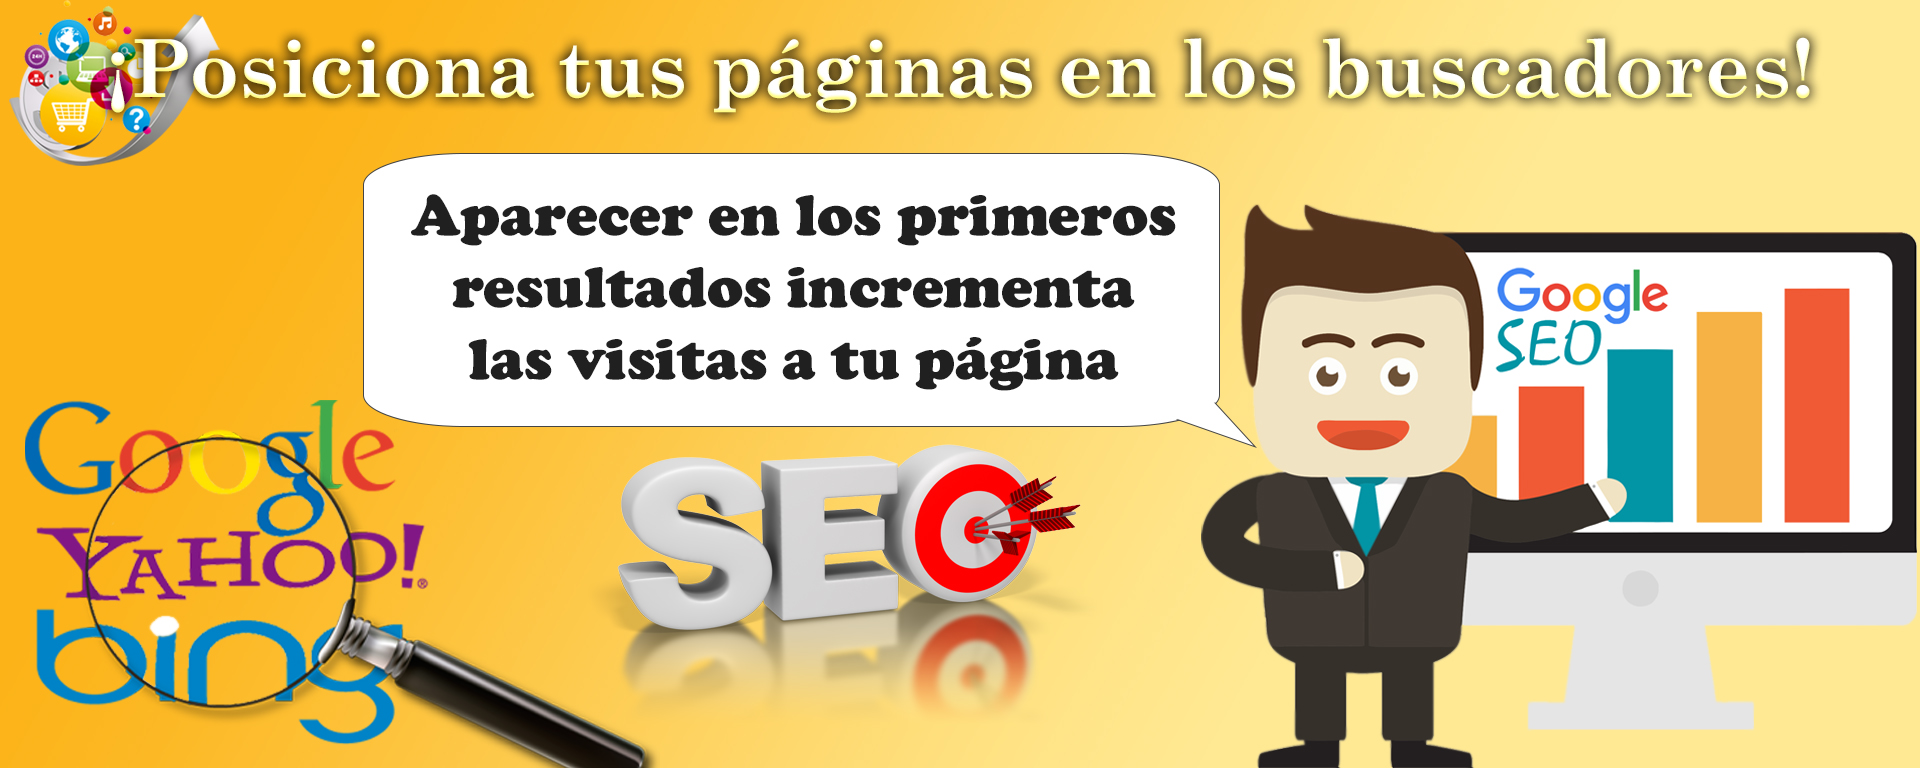 ¡Posiciona tus páginas en los buscadores!
Aparecer en los primeros
resultados incrementa
las visitas a tu página
Google
SEO
Google
YAHOO!®
bing
SEO
24H
?